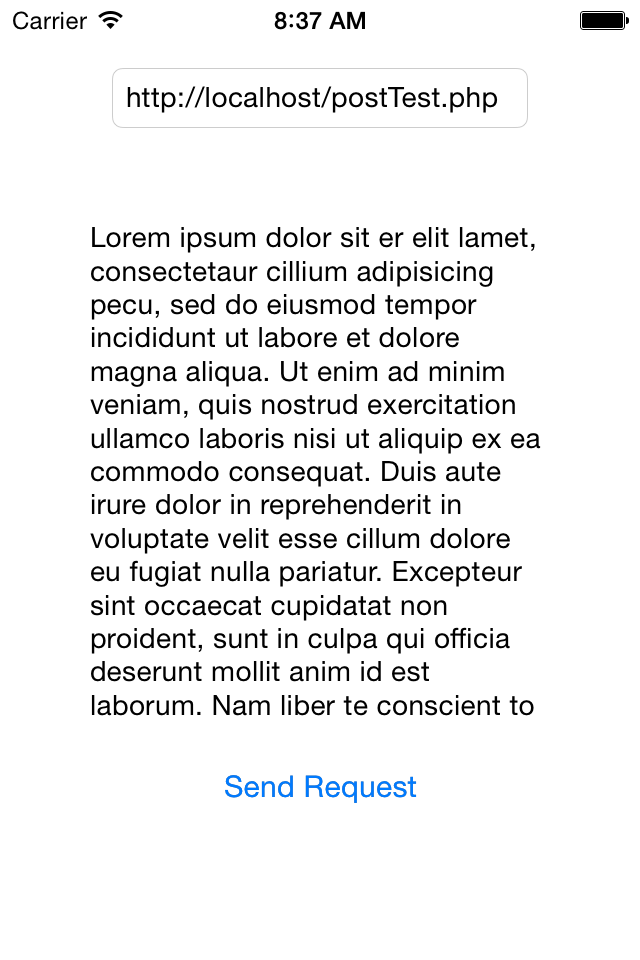 Carrier 8:37 AM
http://localhost/postTest.php
Lorem ipsum dolor sit er elit lamet,
consectetaur cillium adipisicing
pecu, sed do eiusmod tempor
incididunt ut labore et dolore
magna aliqua. Ut enim ad minim
veniam, quis nostrud exercitation
ullamco laboris nisi ut aliquip ex ea
commodo consequat. Duis aute
irure dolor in reprehenderit in
voluptate velit esse cillum dolore
eu fugiat nulla pariatur. Excepteur
sint occaecat cupidatat non
proident, sunt in culpa qui officia
deserunt mollit anim id est
laborum. Nam liber te conscient to
Send Request